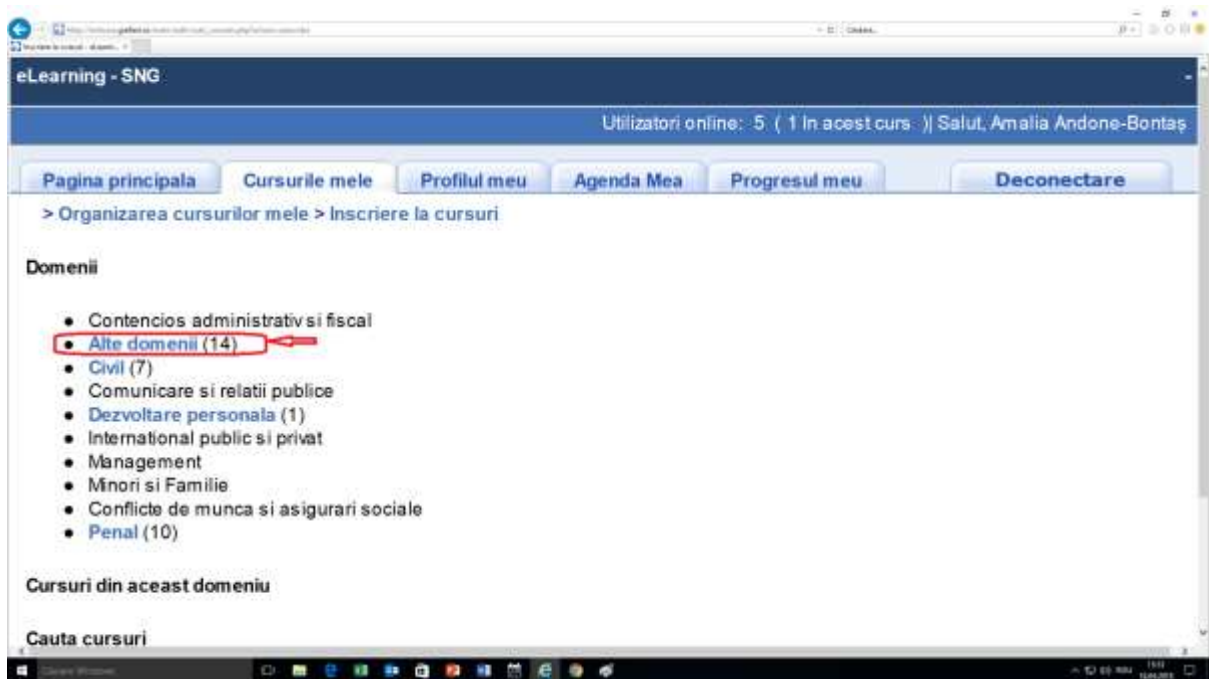 eLearning - SNG
-
Utilizatori online: 5 ( 1 In acest curs )| Salut, Amalia Andone-Bontaş
Pagina principala Cursurile mele Profilul meu Agenda Mea Progresul meu Deconectare
> Organizarea cursurilor mele > Inscriere la cursuri
Domenii
● Contencios administrativ si fiscal
● Alte domenii (14)
● Civil (7)
● Comunicare si relatii publice
● Dezvoltare personala (1)
● International public si privat
● Management
● Minori si Familie
● Conflicte de munca si asigurari sociale
● Penal (10)
Cursuri din aceast domeniu
Cauta cursuri